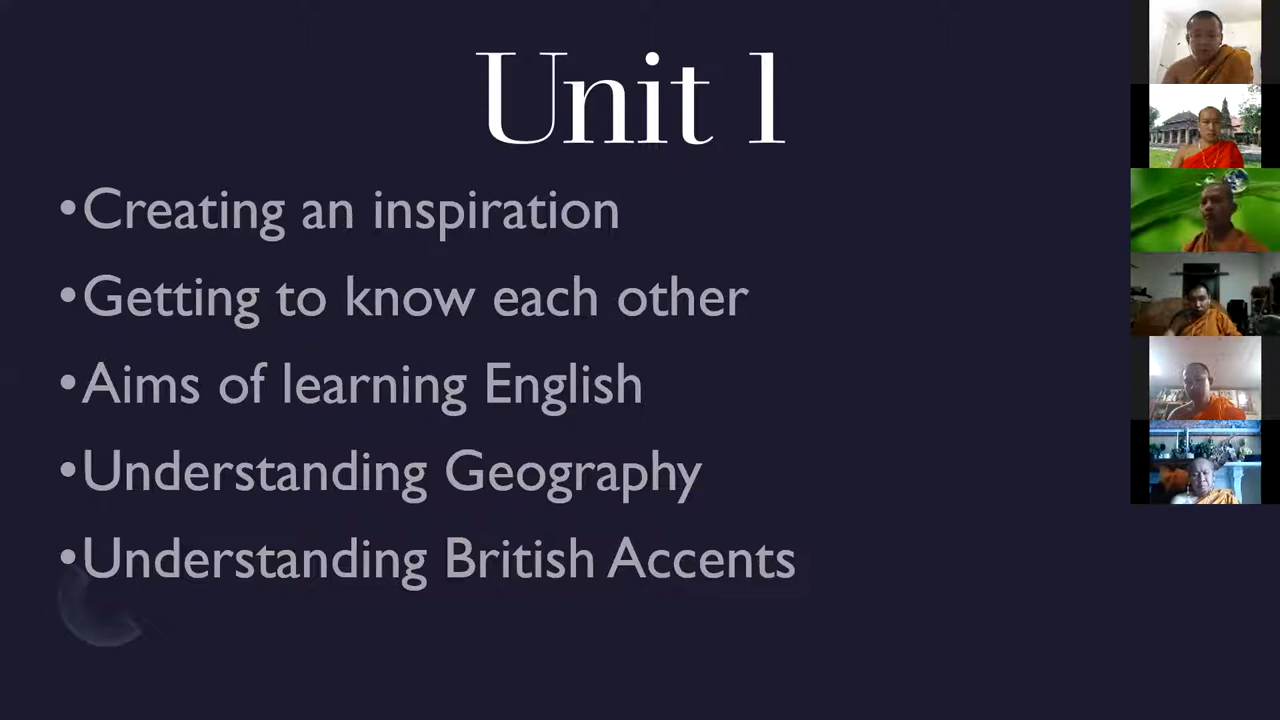 Unit 1
•Creating an inspiration
•Getting to know each other
•Aims of learning English
•Understanding Geography
•Understanding British Accents